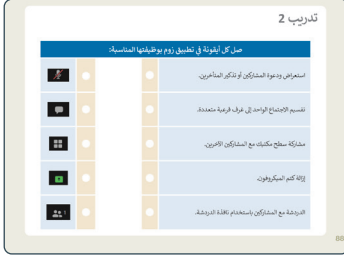 تدريب 2
صل كل أيقونة في تطبيق زوم بوظيفتها المناسبة:
استعراض ودعوة المشاركين أو تذكير المتأخرين.
تقسيم الاجتماع الواحد إلى غرف فرعية متعددة.
مشاركة سطح مكتبك مع المشاركين الآخرين.
إزالة كتم الميكروفون.
الدردشة مع المشاركين باستخدام نافذة الدردشة.
88